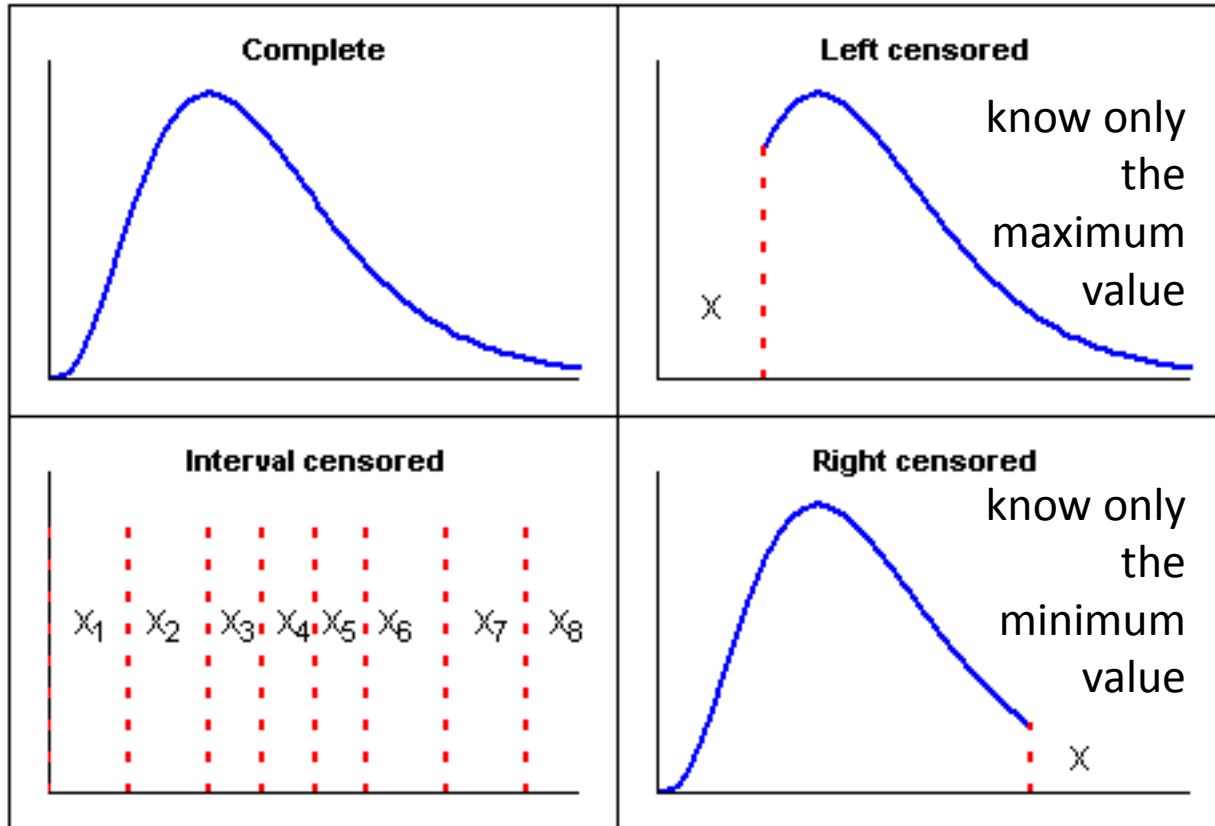 Complete
Left censored
know only
the
maximum
value
X
Interval censored
X₁ X₂ X₃ X₄ X₅ X₆ X₇ X₈
Right censored
know only
the
minimum
value
X